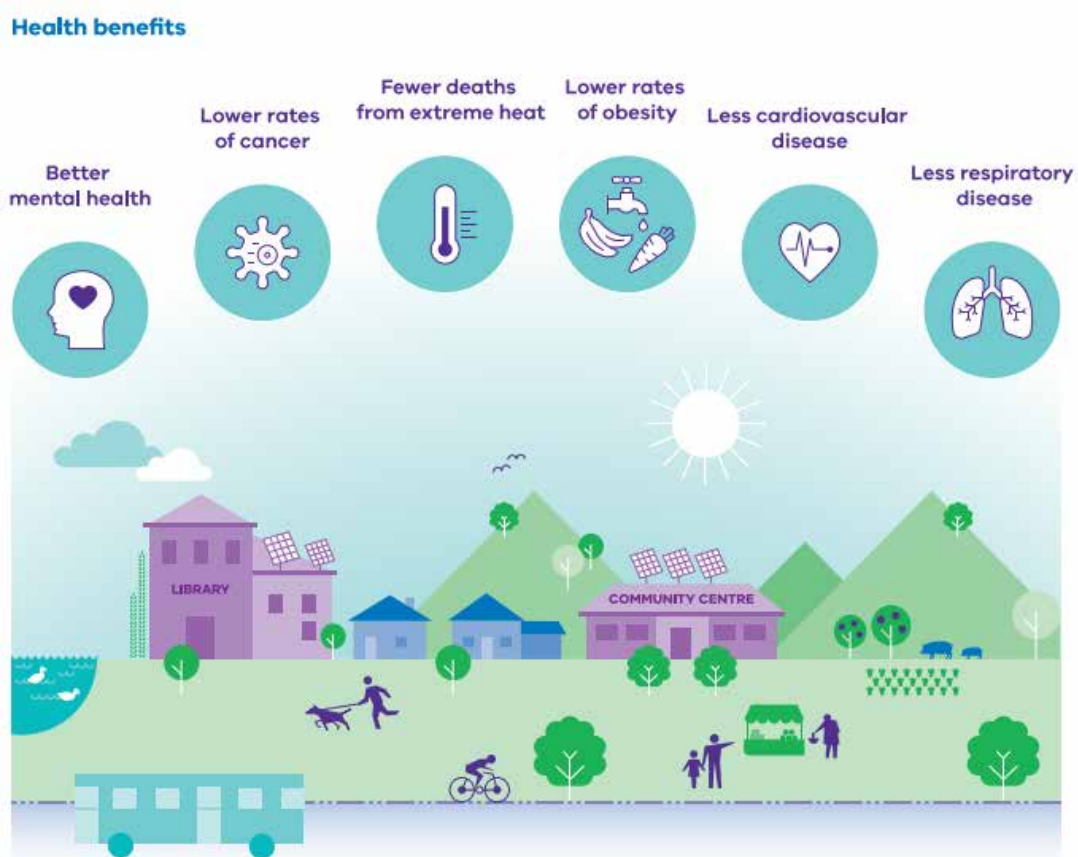 Health benefits
Better
mental health
Lower rates
of cancer
Fewer deaths
from extreme heat
Lower rates
of obesity
Less cardiovascular
disease
Less respiratory
disease
LIBRARY
COMMUNITY CENTRE